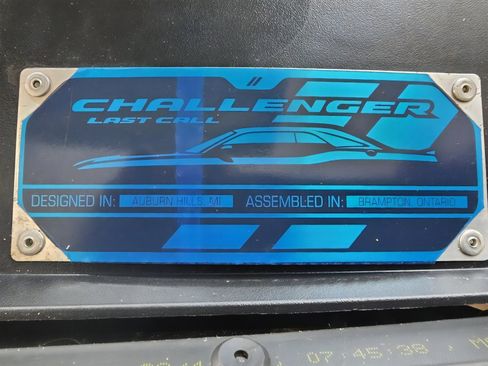 CHALLENGER
LAST CALL
DESIGNED IN: AUBURN HILLS, MI ASSEMBLED IN: BRAMPTON, ONTARIO
07:45:38